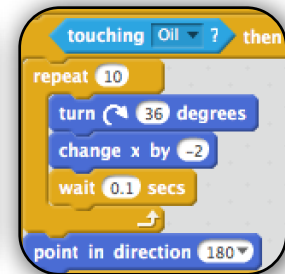 touching Oil ? then
repeat 10
turn 36 degrees
change x by -2
wait 0.1 secs
point in direction 180